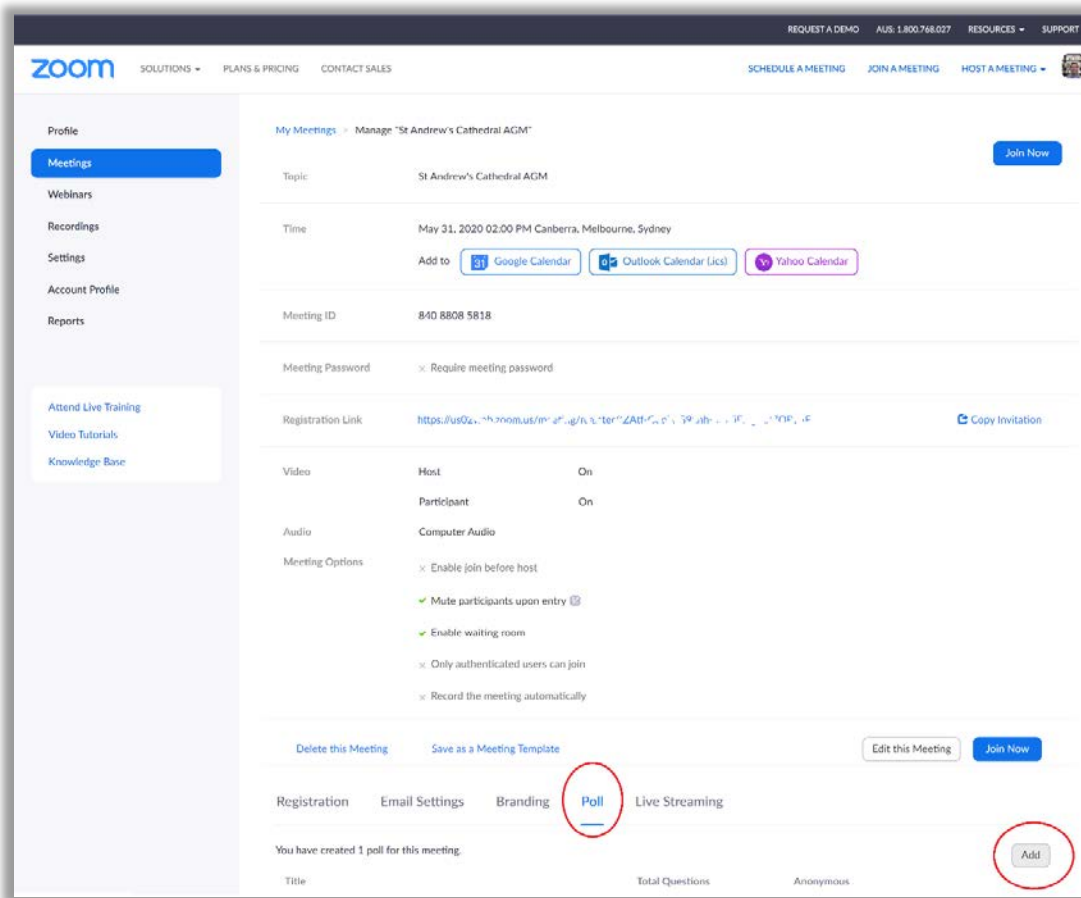 REQUEST A DEMO AUS: 1.800.768.027 RESOURCES SUPPORT
zoom SOLUTIONS PLANS & PRICING CONTACT SALES SCHEDULE A MEETING JOIN A MEETING HOST A MEETING
Profile
Meetings
Webinars
Recordings
Settings
Account Profile
Reports
Attend Live Training
Video Tutorials
Knowledge Base
My Meetings > Manage "St Andrew's Cathedral AGM"
Join Now
Topic St Andrew's Cathedral AGM
Time May 31, 2020 02:00 PM Canberra, Melbourne, Sydney
Add to 31 Google Calendar Outlook Calendar (.ics) Yahoo Calendar
Meeting ID 840 8808 5818
Meeting Password × Require meeting password
Registration Link Copy Invitation
Video Host On
Participant On
Audio Computer Audio
Meeting Options × Enable join before host
✓ Mute participants upon entry
✓ Enable waiting room
× Only authenticated users can join
× Record the meeting automatically
Delete this Meeting Save as a Meeting Template Edit this Meeting Join Now
Registration Email Settings Branding Poll Live Streaming
You have created 1 poll for this meeting. Add
Title Total Questions Anonymous